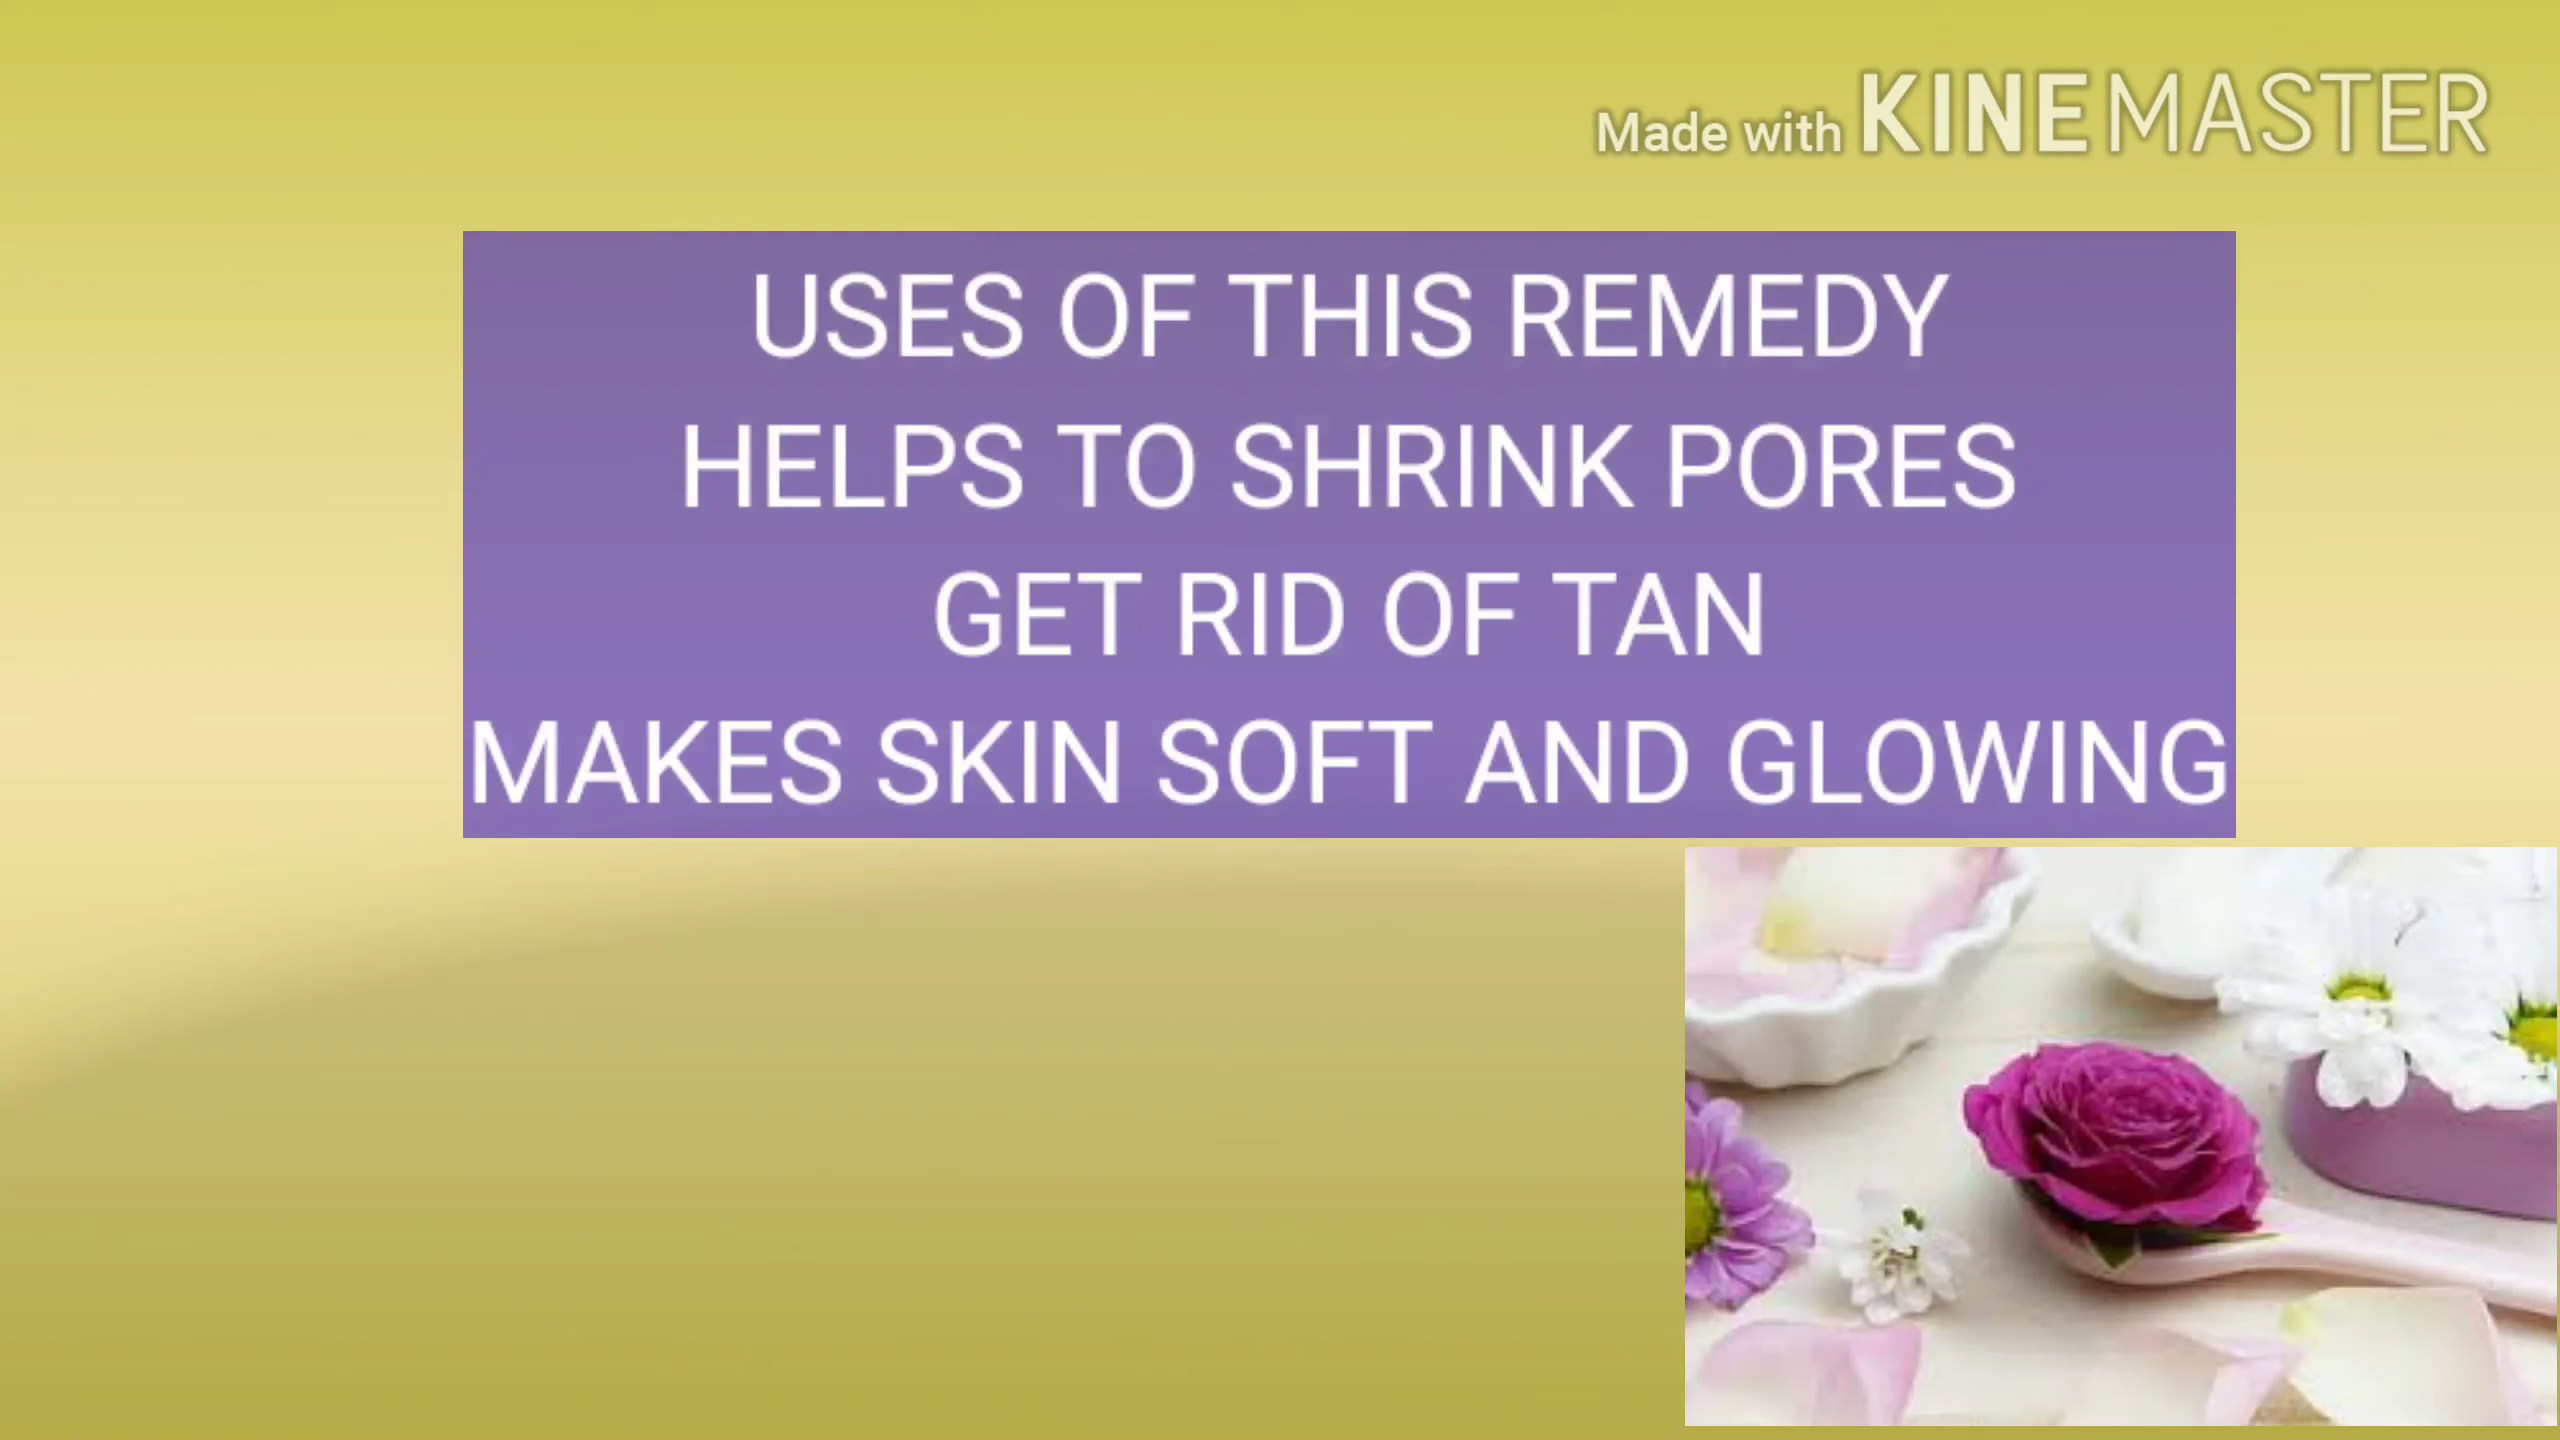 Made with KINEMASTER
USES OF THIS REMEDY
HELPS TO SHRINK PORES
GET RID OF TAN
MAKES SKIN SOFT AND GLOWING